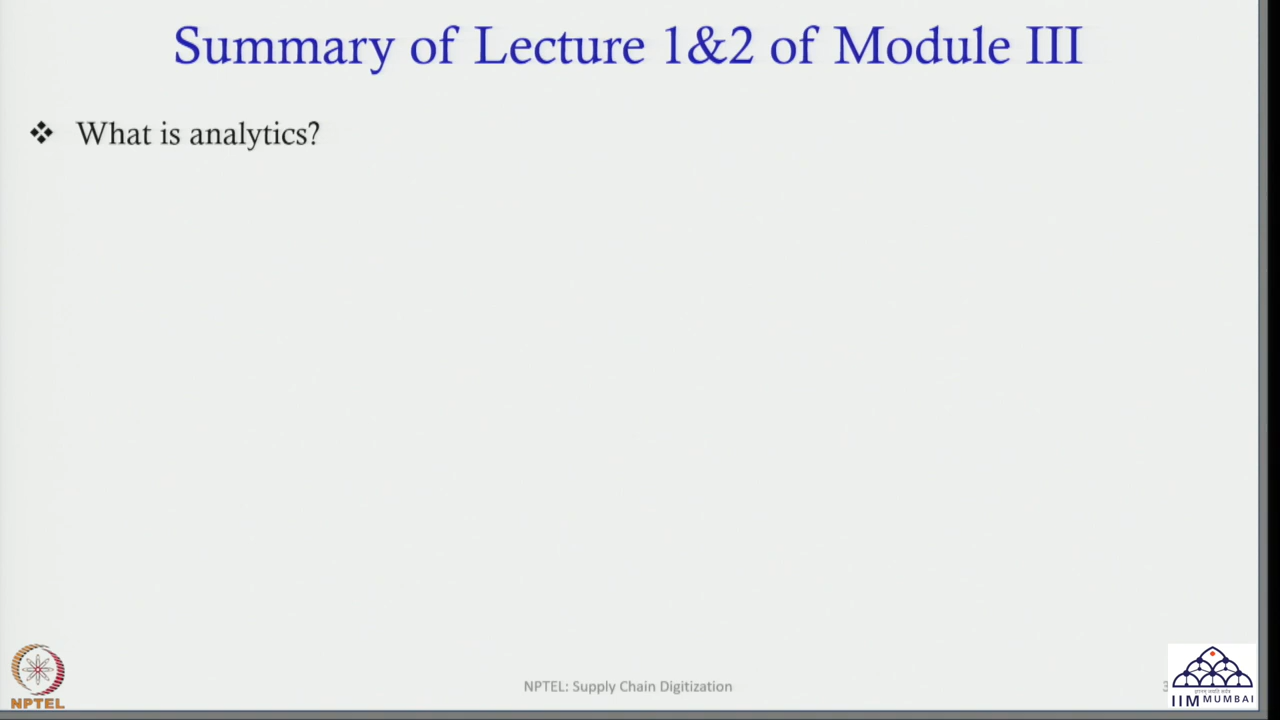 Summary of Lecture 1&2 of Module III
❖ What is analytics?
NPTEL
NPTEL: Supply Chain Digitization
IIM MUMBAI